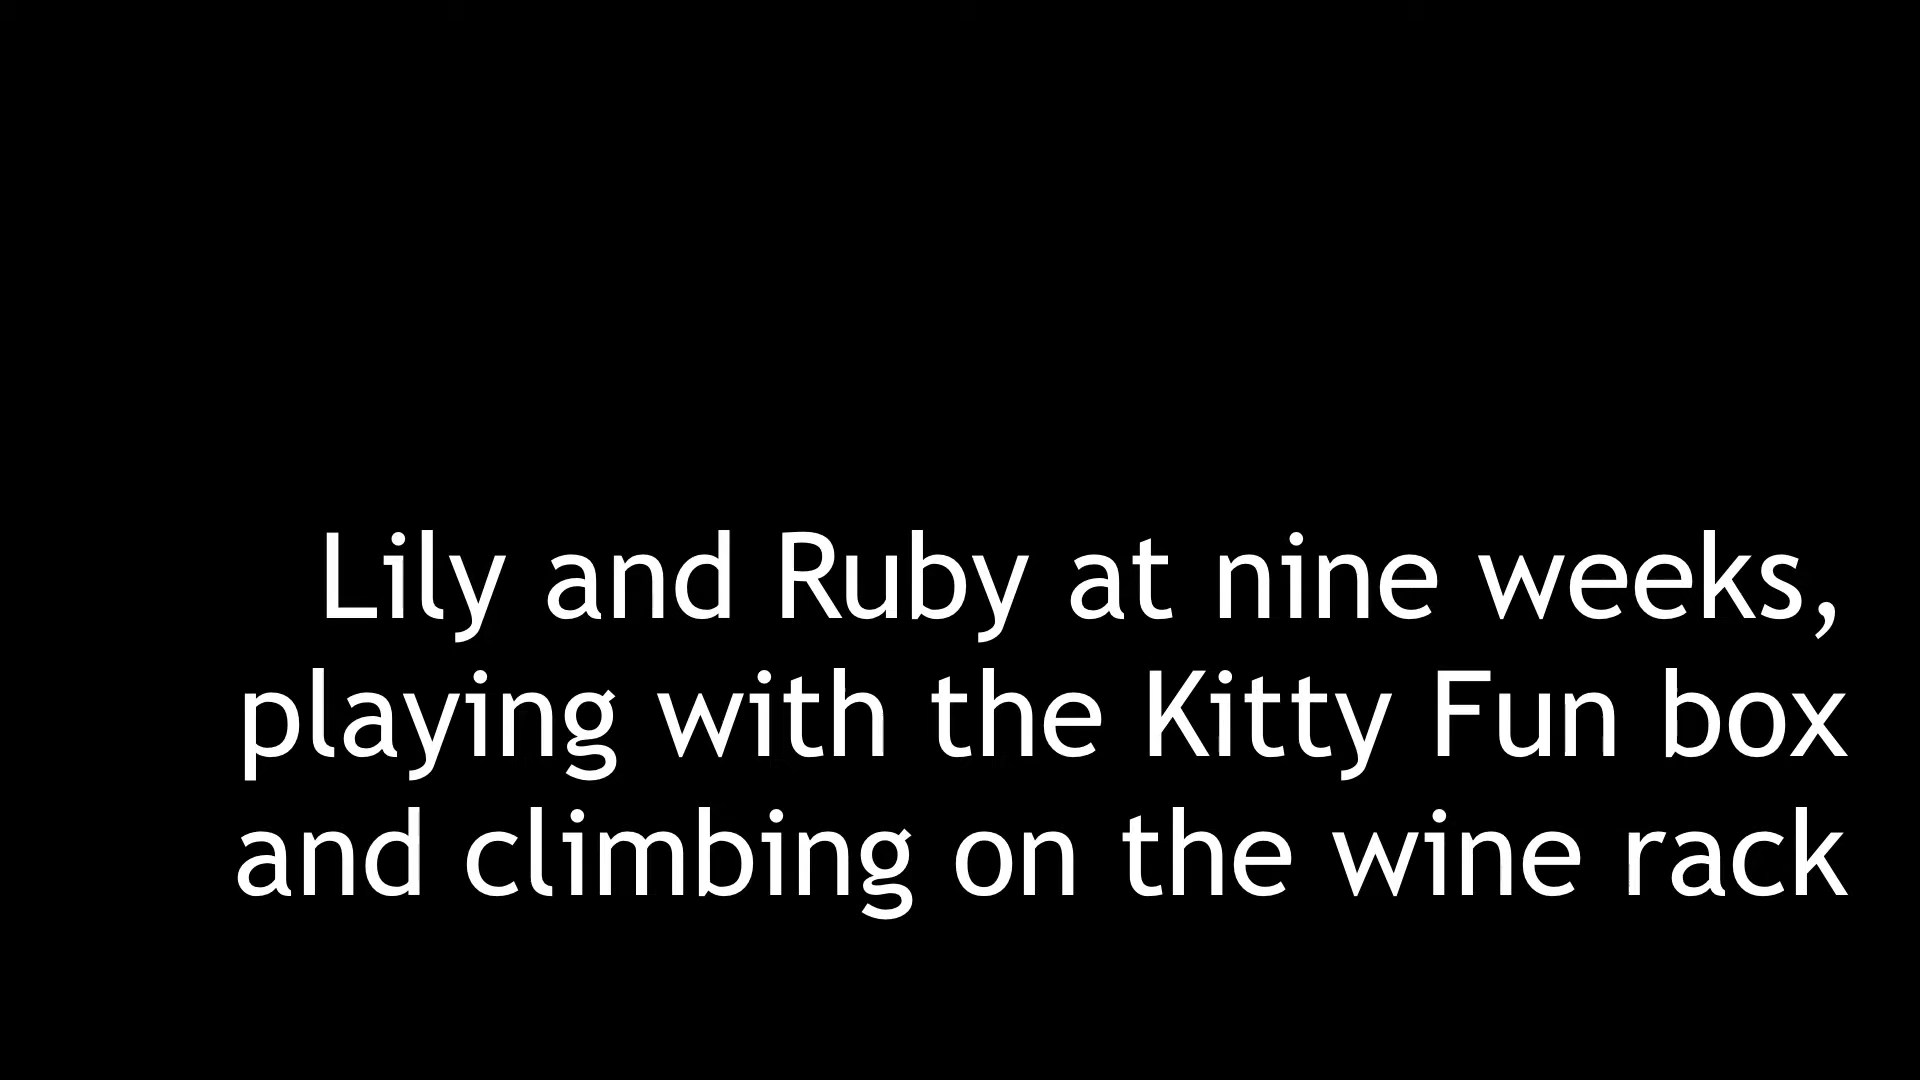 Lily and Ruby at nine weeks,
playing with the Kitty Fun box
and climbing on the wine rack